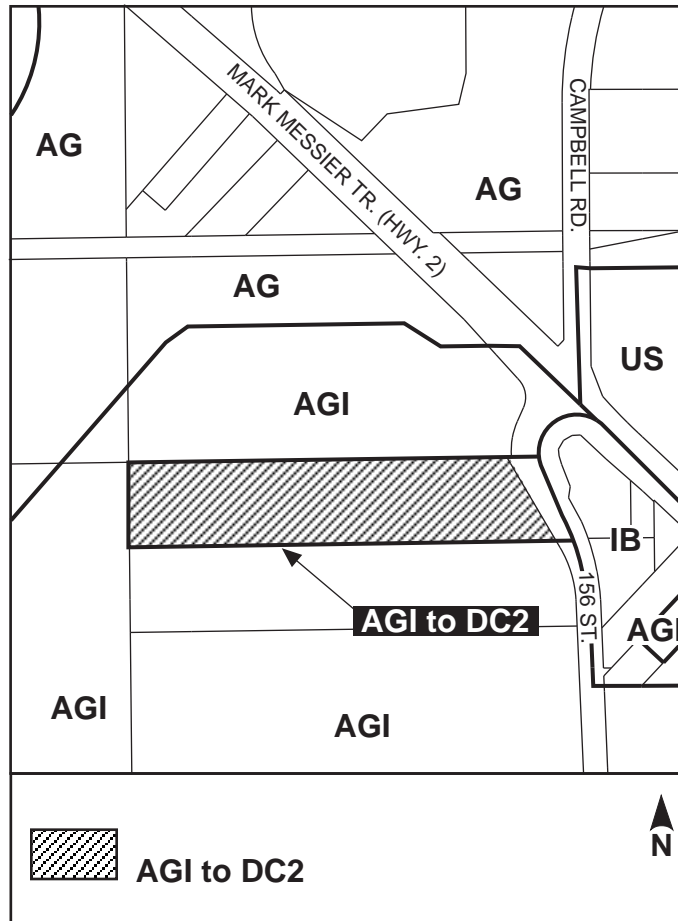 MARK MESSIER TR. (HWY. 2)
CAMPBELL RD.
AG
AG
AG
US
AGI
IB
156 ST.
AGI to DC2
AGI
AGI
AGI
AGI to DC2
N